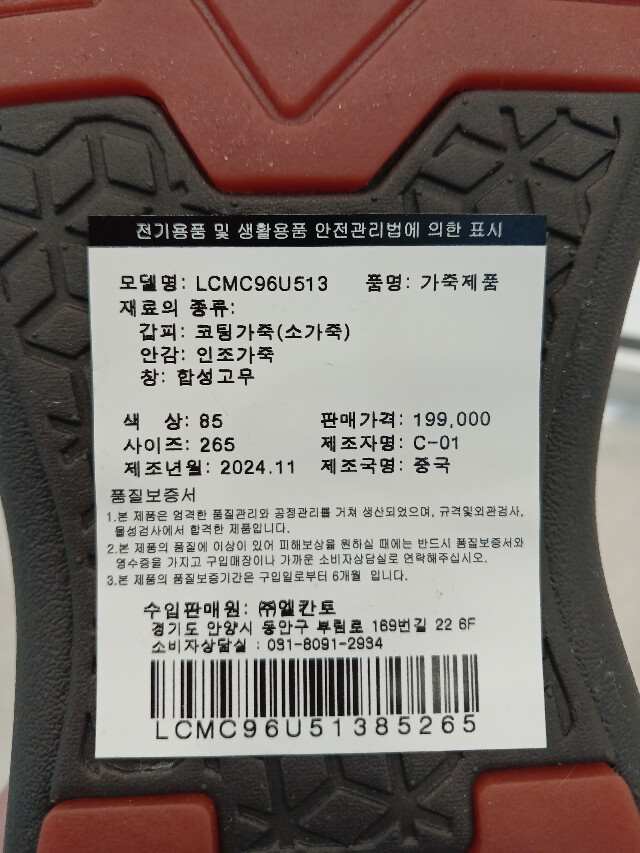 전기용품 및 생활용품 안전관리법에 의한 표시
모델명: LCMC96U513 품명: 가죽제품
재료의 종류:
갑피: 코팅가죽(소가죽)
안감: 인조가죽
창: 합성고무
색 상: 85 판매가격: 199,000
사이즈: 265 제조자명: C-01
제조년월: 2024.11 제조국명: 중국
품질보증서
1.본 제품은 엄격한 품질관리와 공정관리를 거쳐 생산되었으며, 규격및외관검사,
물성검사에서 합격한 제품입니다.
2.본 제품의 품질에 이상이 있어 피해보상을 원하실 때에는 반드시 품질보증서와
영수증을 가지고 구입매장이나 가까운 소비자상담실로 연락해주십시오.
3.본 제품의 품질보증기간은 구입일로부터 6개월 입니다.
수입판매원: ㈜엘칸토
경기도 안양시 동안구 부림로 169번길 22 6F
소비자상담실 : 031-8091-2934
LCMC96U51385265